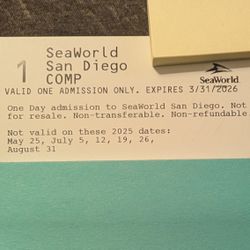 1 SeaWorld
San Diego
COMP
SeaWorld
VALID ONE ADMISSION ONLY. EXPIRES 3/31/2026
One Day admission to SeaWorld San Diego. Not
for resale. Non-transferable. Non-refundable
Not valid on these 2025 dates:
May 25, July 5, 12, 19, 26,
August 31